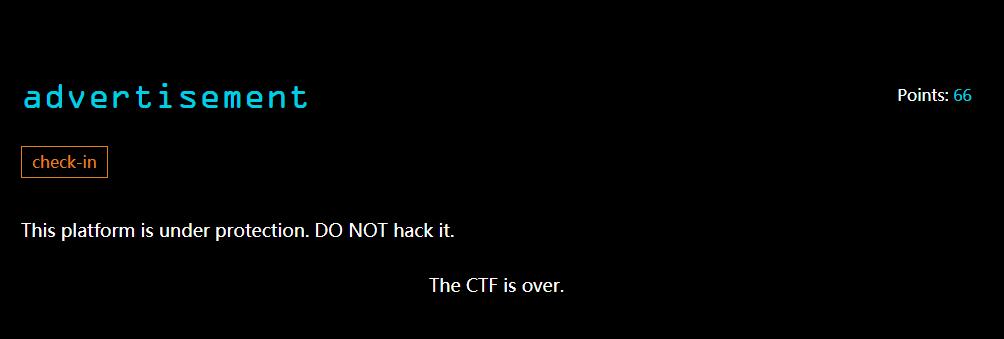 advertisement
Points: 66
check-in
This platform is under protection. DO NOT hack it.
The CTF is over.